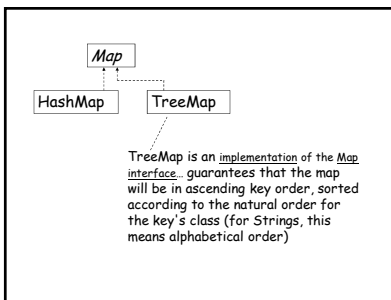 Map
HashMap TreeMap
TreeMap is an implementation of the Map
interface… guarantees that the map
will be in ascending key order, sorted
according to the natural order for
the key's class (for Strings, this
means alphabetical order)